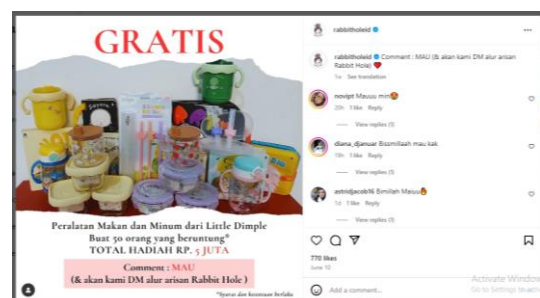 GRATIS
Peralatan Makan dan Minum dari Little Dimple
Buat 50 orang yang beruntung*
TOTAL HADIAH RP. 5 JUTA
Comment : MAU
(& akan kami DM alur arisan Rabbit Hole )
*Syarat dan ketentuan berlaku
rabbitholeid
rabbitholeid Comment : MAU (& akan kami DM alur arisan
Rabbit Hole) ❤️
1w See translation
novipt Mauuu min😍
20h 1 like Reply
View replies (1)
diana_djanuar Bissmillaah mau kak
19h 1 like Reply
View replies (1)
astridjacob16 Bimilah Mauu🔥
1d 1 like Reply
View replies (1)
770 likes
June 10
Add a comment...
Activate Window